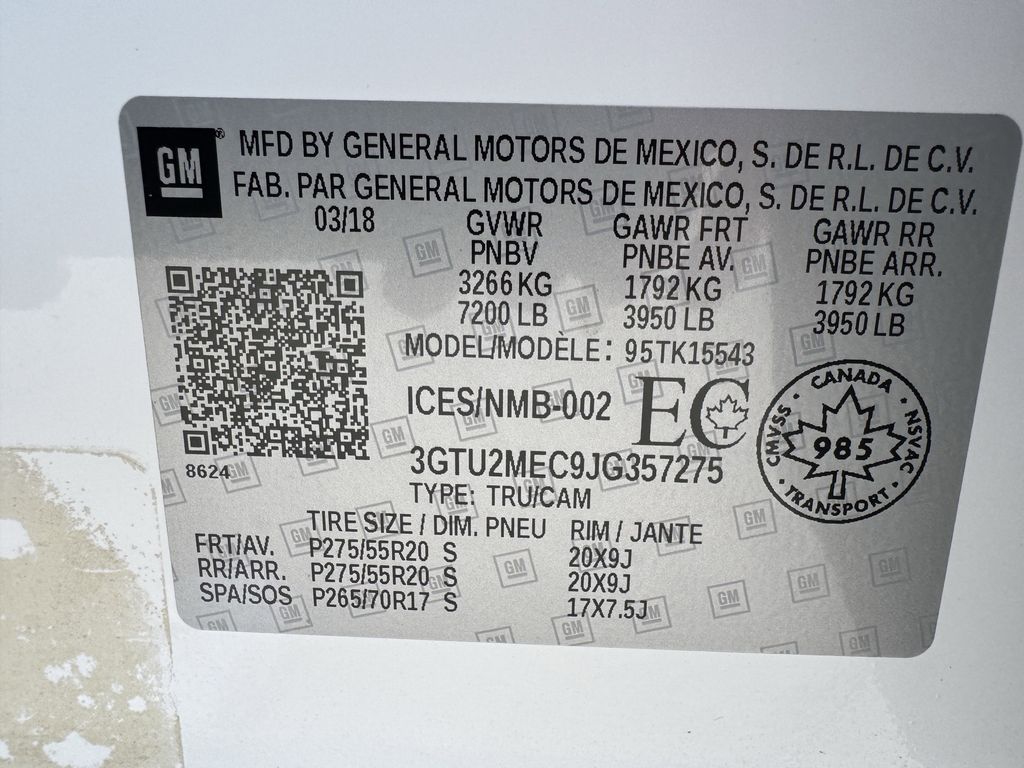 GM® MFD BY GENERAL MOTORS DE MEXICO, S. DE R.L. DE C.V.
FAB. PAR GENERAL MOTORS DE MEXICO, S. DE R.L. DE C.V.
03/18 GVWR GAWR FRT GAWR RR
PNBV PNBE AV. PNBE ARR.
3266 KG 1792 KG 1792 KG
7200 LB 3950 LB 3950 LB
MODEL/MODÈLE: 95TK15543
ICES/NMB-002 EC
CANADA
CMVSS 985 NSVAC
TRANSPORT
8624
3GTU2MEC9JG357275
TYPE: TRU/CAM
TIRE SIZE / DIM. PNEU RIM / JANTE
FRT/AV. P275/55R20 S 20X9J
RR/ARR. P275/55R20 S 20X9J
SPA/SOS P265/70R17 S 17X7.5J